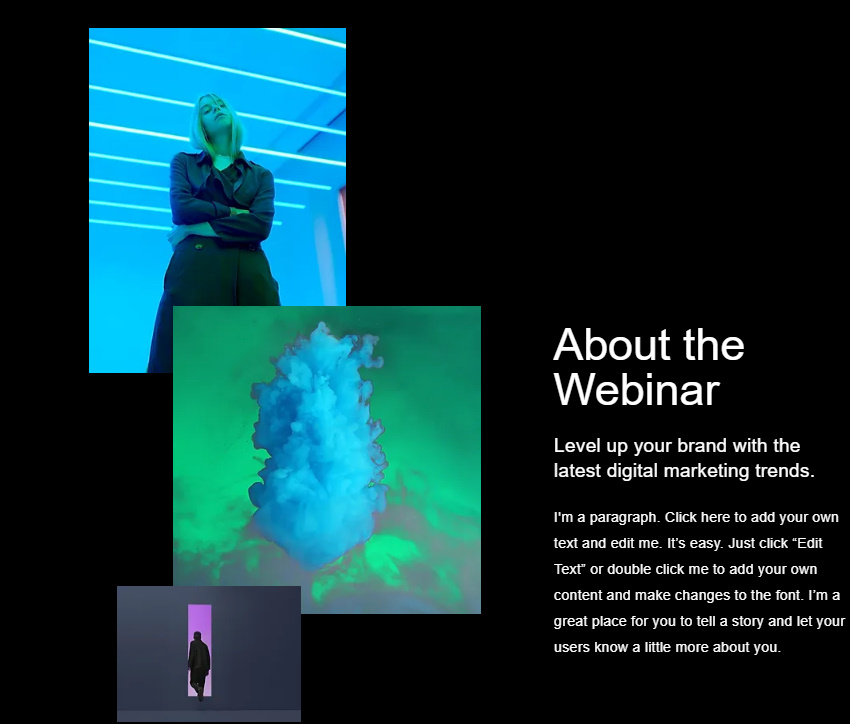 About the
Webinar
Level up your brand with the
latest digital marketing trends.
I'm a paragraph. Click here to add your own
text and edit me. It’s easy. Just click “Edit
Text” or double click me to add your own
content and make changes to the font. I’m a
great place for you to tell a story and let your
users know a little more about you.